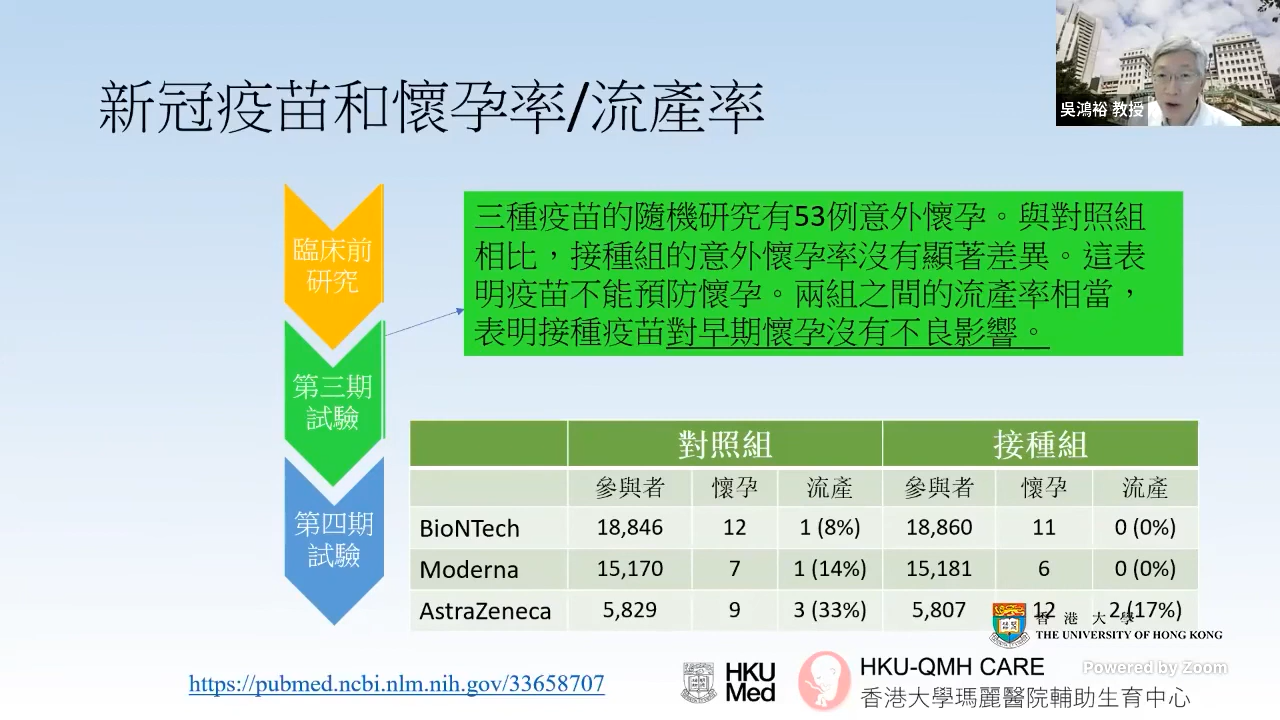 新冠疫苗和懷孕率/流產率
吳鴻裕 教授
臨床前
研究
三種疫苗的隨機研究有53例意外懷孕。與對照組
相比，接種組的意外懷孕率沒有顯著差異。這表
明疫苗不能預防懷孕。兩組之間的流產率相當，
表明接種疫苗對早期懷孕沒有不良影響。
第三期
試驗
第四期
試驗
對照組 接種組
參與者 懷孕 流產 參與者 懷孕 流產
BioNTech 18,846 12 1 (8%) 18,860 11 0 (0%)
Moderna 15,170 7 1 (14%) 15,181 6 0 (0%)
AstraZeneca 5,829 9 3 (33%) 5,807 12 2 (17%)
香港大學
THE UNIVERSITY OF HONG KONG
https://pubmed.ncbi.nlm.nih.gov/33658707
HKU
Med
HKU-QMH CARE
香港大學瑪麗醫院輔助生育中心
Powered by Zoom